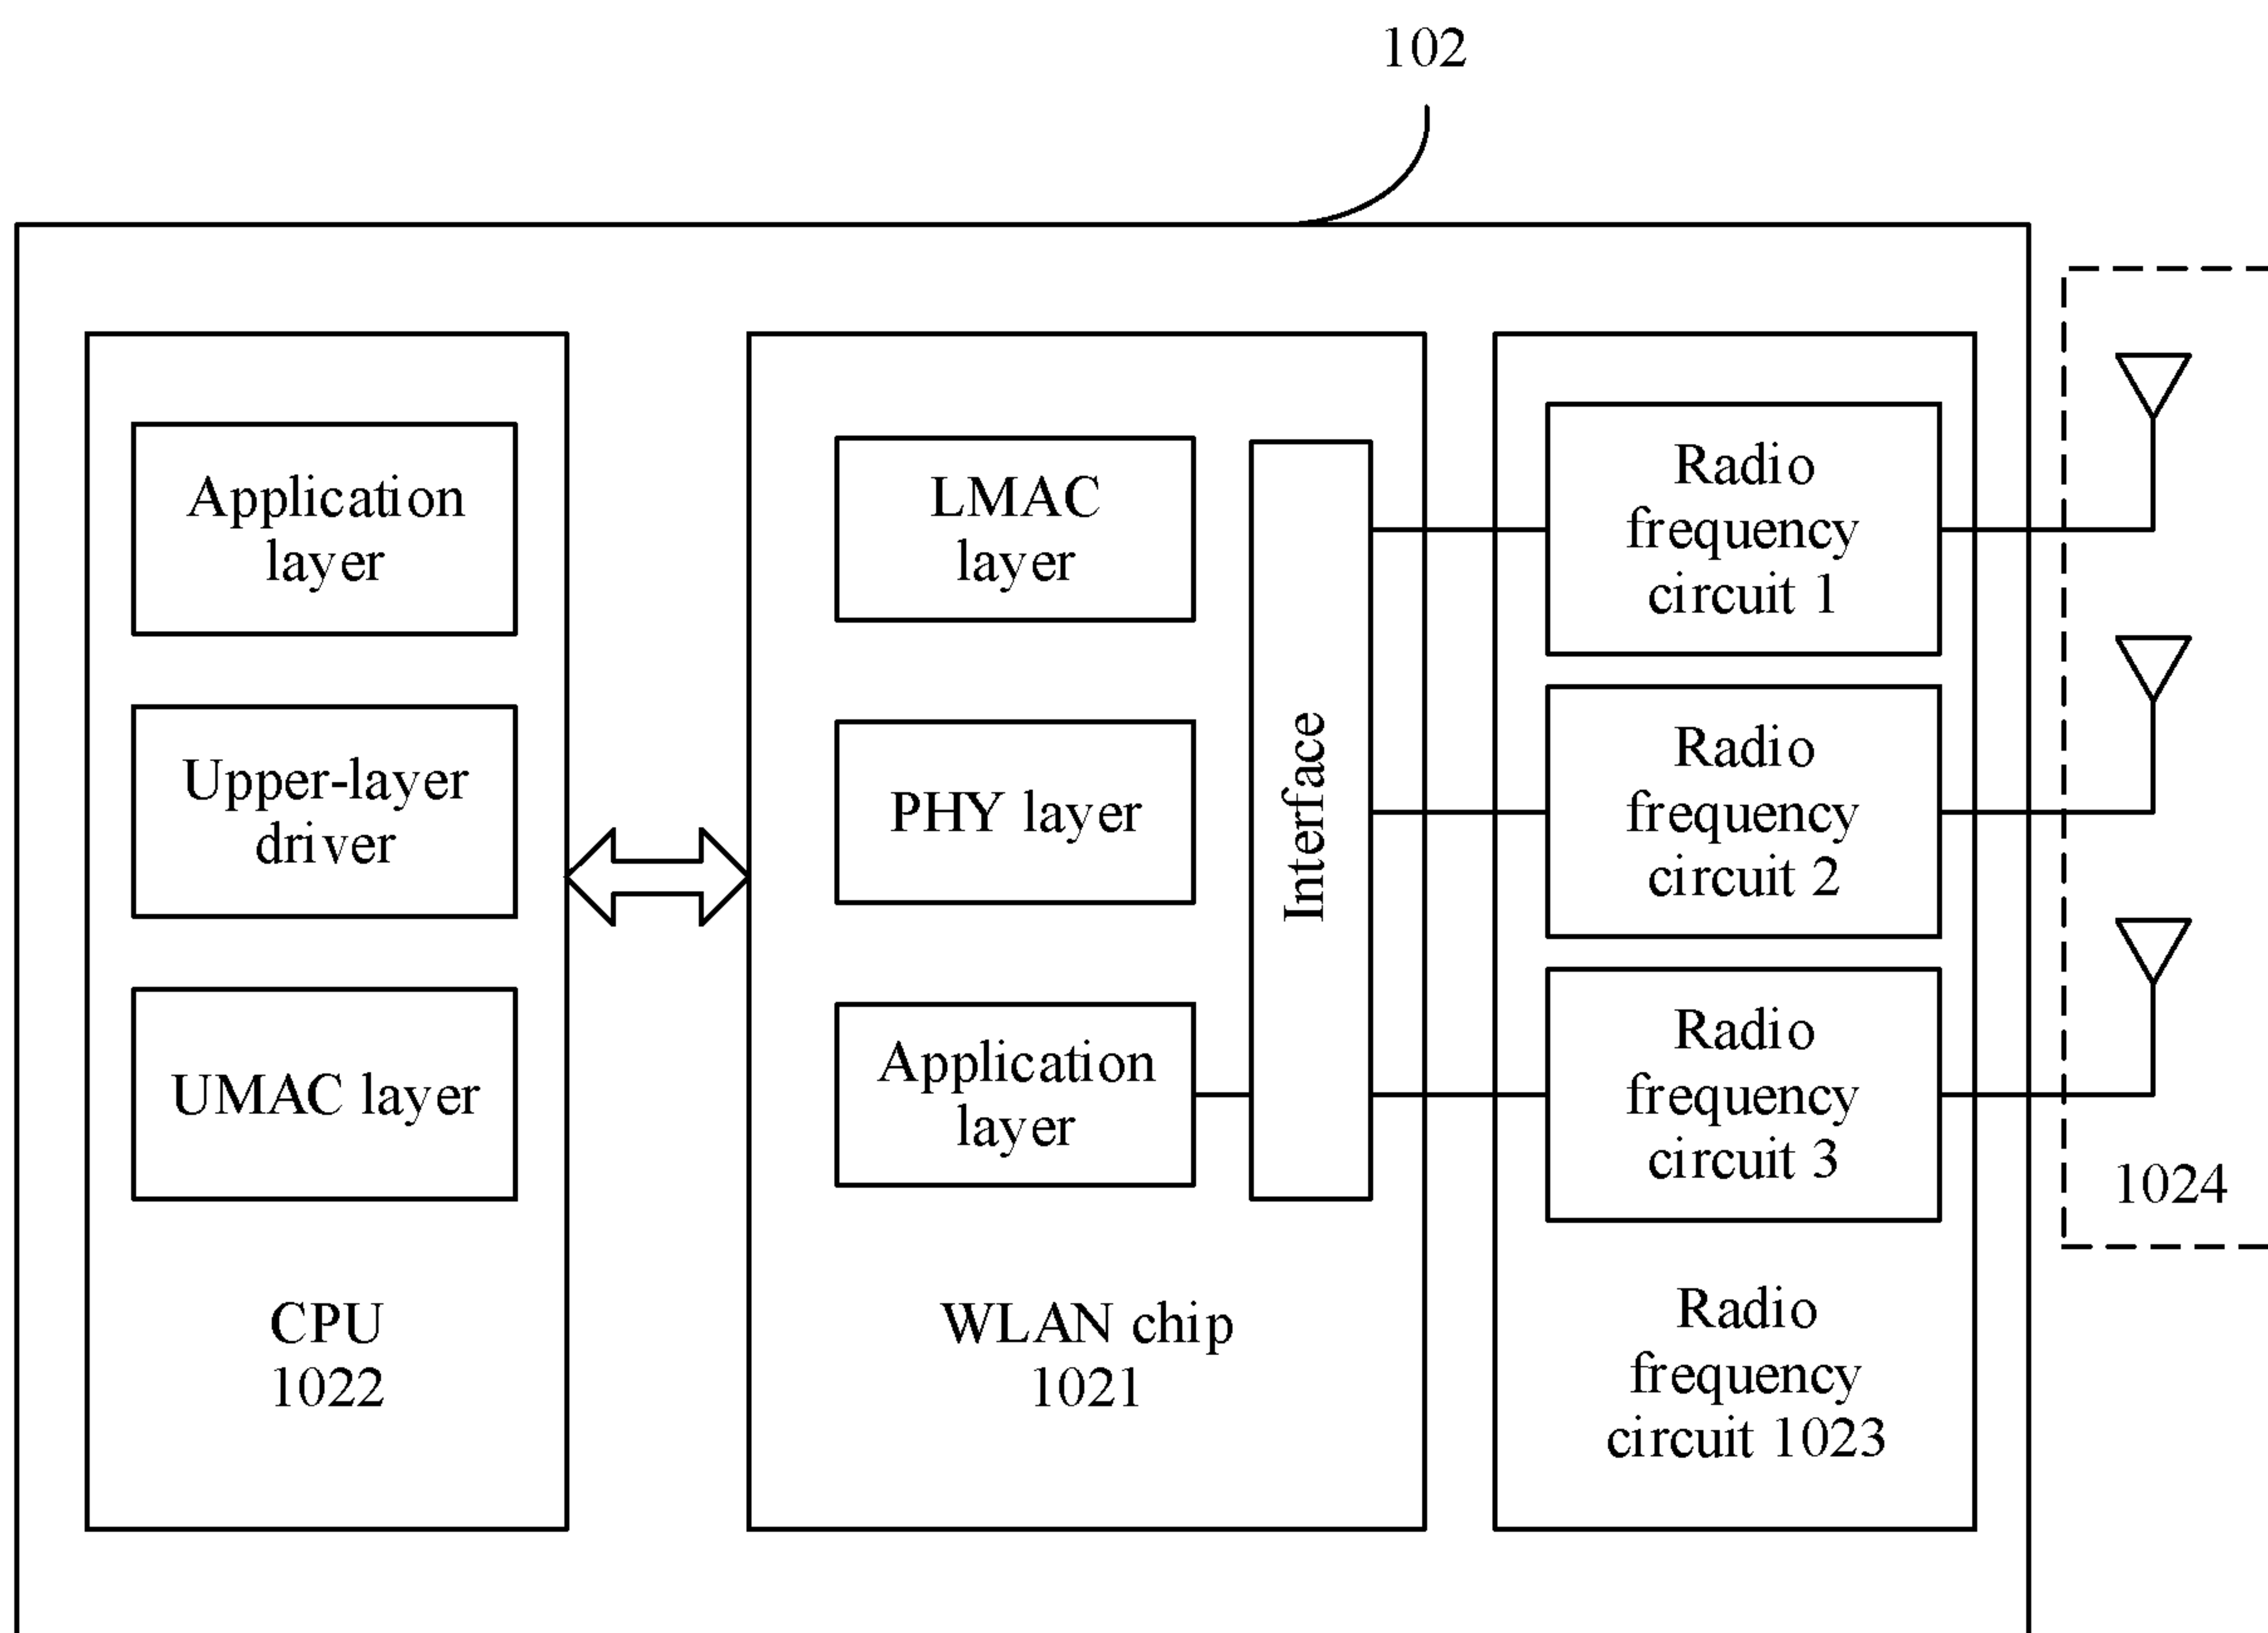 102
Application
layer
Upper-layer
driver
UMAC layer
CPU
1022
LMAC
layer
PHY layer
Application
layer
Interface
WLAN chip
1021
Radio
frequency
circuit 1
Radio
frequency
circuit 2
Radio
frequency
circuit 3
Radio
frequency
circuit 1023
1024